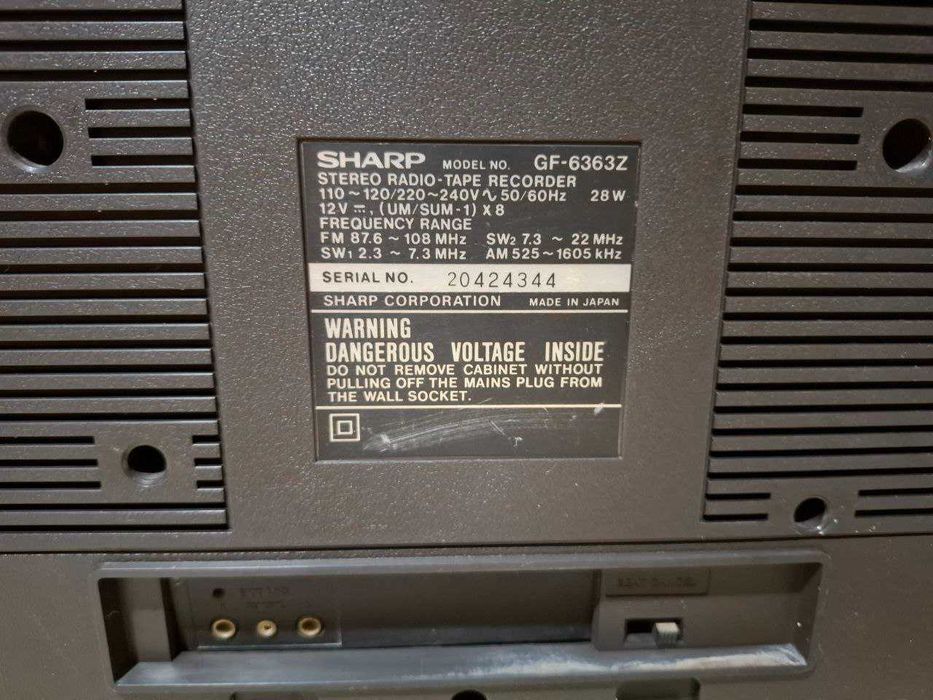 SHARP MODEL NO. GF-6363Z
STEREO RADIO-TAPE RECORDER
110~120/220~240V∿50/60Hz 28W
12V⎓, (UM/SUM-1) X 8
FREQUENCY RANGE
FM 87.6 ~ 108 MHz SW₂ 7.3 ~ 22 MHz
SW₁ 2.3 ~ 7.3 MHz AM 525~1605 kHz
SERIAL NO. 20424344
SHARP CORPORATION MADE IN JAPAN
WARNING
DANGEROUS VOLTAGE INSIDE
DO NOT REMOVE CABINET WITHOUT
PULLING OFF THE MAINS PLUG FROM
THE WALL SOCKET.
BEAT CANCEL